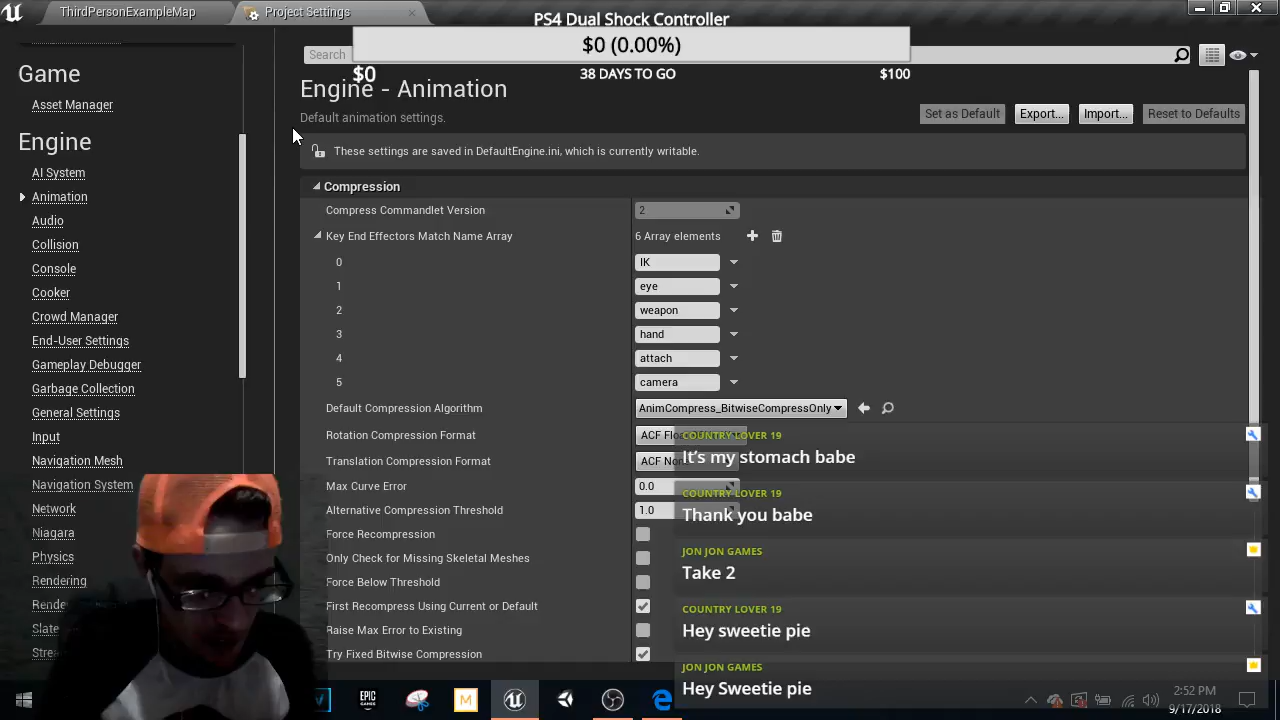 ThirdPersonExampleMap
Project Settings
PS4 Dual Shock Controller
$0 (0.00%)
$0
38 DAYS TO GO
$100
Search
Game
Asset Manager
Engine
AI System
Animation
Audio
Collision
Console
Cooker
Crowd Manager
End-User Settings
Gameplay Debugger
Garbage Collection
General Settings
Input
Navigation Mesh
Navigation System
Network
Niagara
Physics
Rendering
Engine - Animation
Default animation settings.
Set as Default
Export...
Import...
Reset to Defaults
These settings are saved in DefaultEngine.ini, which is currently writable.
Compression
Compress Commandlet Version 2
Key End Effectors Match Name Array 6 Array elements
0 IK
1 eye
2 weapon
3 hand
4 attach
5 camera
Default Compression Algorithm AnimCompress_BitwiseCompressOnly
Rotation Compression Format ACF
Translation Compression Format ACF
Max Curve Error 0.0
Alternative Compression Threshold 1.0
Force Recompression
Only Check for Missing Skeletal Meshes
Force Below Threshold
First Recompress Using Current or Default
Raise Max Error to Existing
Try Fixed Bitwise Compression
COUNTRY LOVER 19
It's my stomach babe
COUNTRY LOVER 19
Thank you babe
JON JON GAMES
Take 2
COUNTRY LOVER 19
Hey sweetie pie
JON JON GAMES
Hey Sweetie pie
EPIC GAMES
M
2:52 PM
9/17/2018